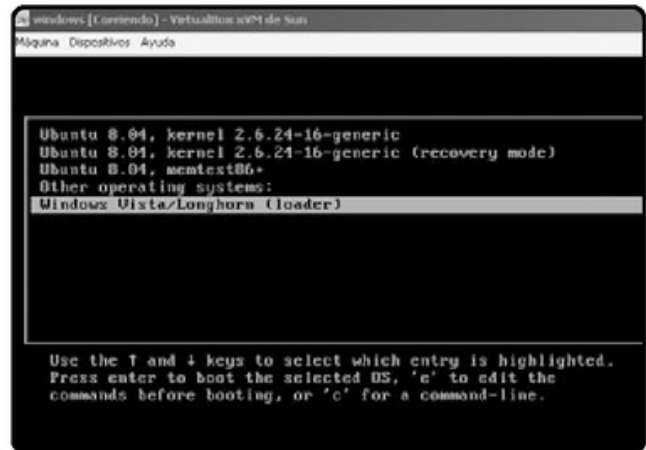 windows [Corriendo] - VirtualBox xVM de Sun
Máquina Dispositivos Ayuda
Ubuntu 8.04, kernel 2.6.24-16-generic
Ubuntu 8.04, kernel 2.6.24-16-generic (recovery mode)
Ubuntu 8.04, memtest86+
Other operating systems:
Windows Vista/Longhorn (loader)
Use the ↑ and ↓ keys to select which entry is highlighted.
Press enter to boot the selected OS, 'e' to edit the
commands before booting, or 'c' for a command-line.